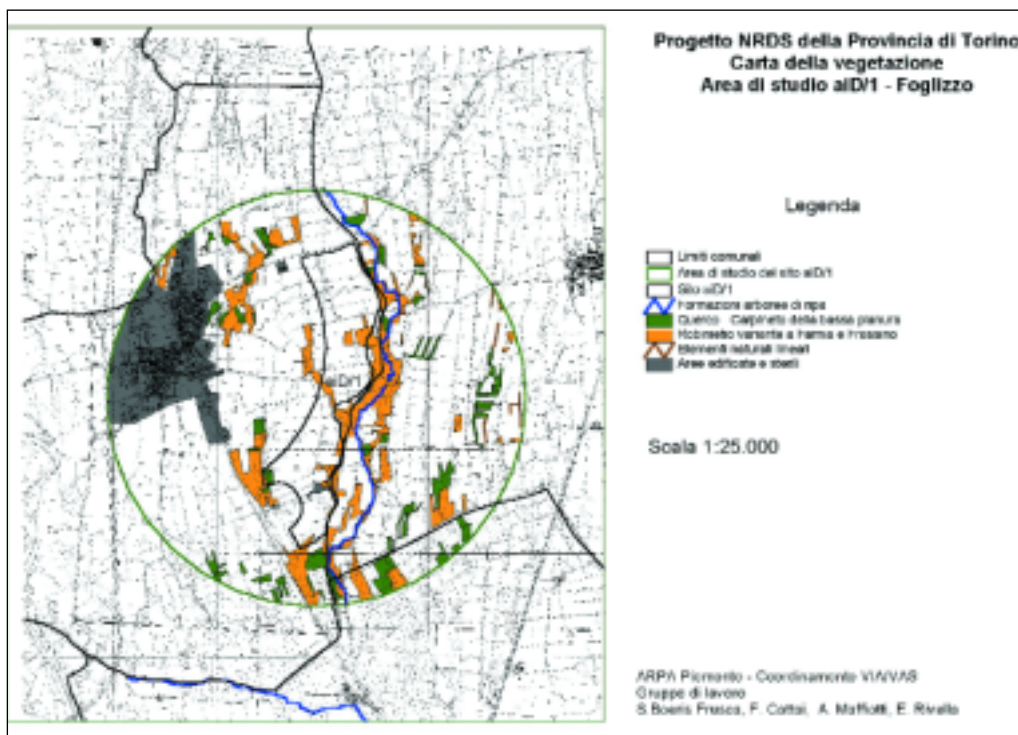 Progetto NRDS della Provincia di Torino
Carta della vegetazione
Area di studio aID/1 - Foglizzo
Legenda
Limiti comunali
Area di studio del sito aID/1
Sito aID/1
Formazioni arboree di ripa
Querco - Carpineto della bassa pianura
Robinieto variante a Farnia e Frassino
Elementi naturali lineari
Aree edificate e sterili
aID/1
Scala 1:25.000
ARPA Piemonte - Coordinamento VIA/VAS
Gruppo di lavoro
S.Boeris Frusca, F. Cottai, A. Maffiotti, E. Rivella